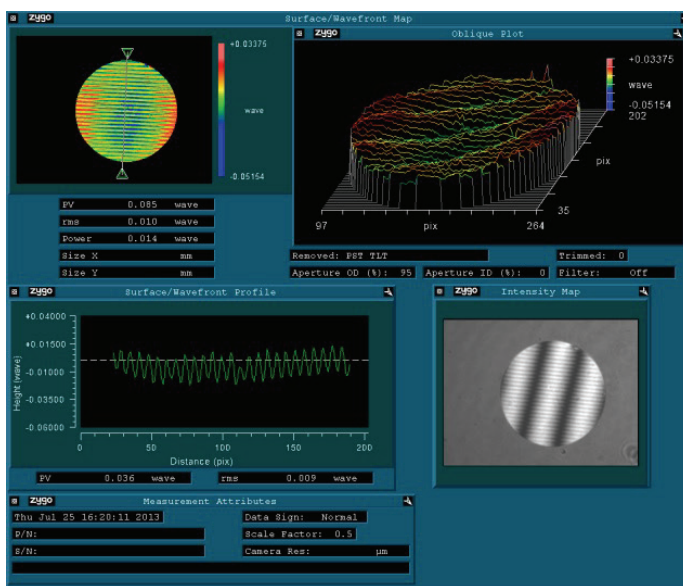 zygo Surface/Wavefront Map
+0.03375
wave
-0.05154
PV 0.085 wave
rms 0.010 wave
Power 0.014 wave
Size X mm
Size Y mm
zygo Oblique Plot
+0.03375
wave
-0.05154
202
pix
35
97 pix 264
Removed: PST TLT Trimmed: 0
Aperture OD (%): 95 Aperture ID (%): 0 Filter: Off
zygo Surface/Wavefront Profile
+0.04000
+0.01500
-0.01000
-0.03500
-0.06000
Height (wave)
0 50 100 150 200
Distance (pix)
PV 0.036 wave rms 0.009 wave
zygo Intensity Map
zygo Measurement Attributes
Thu Jul 25 16:20:11 2013 Data Sign: Normal
P/N: Scale Factor: 0.5
S/N: Camera Res: µm